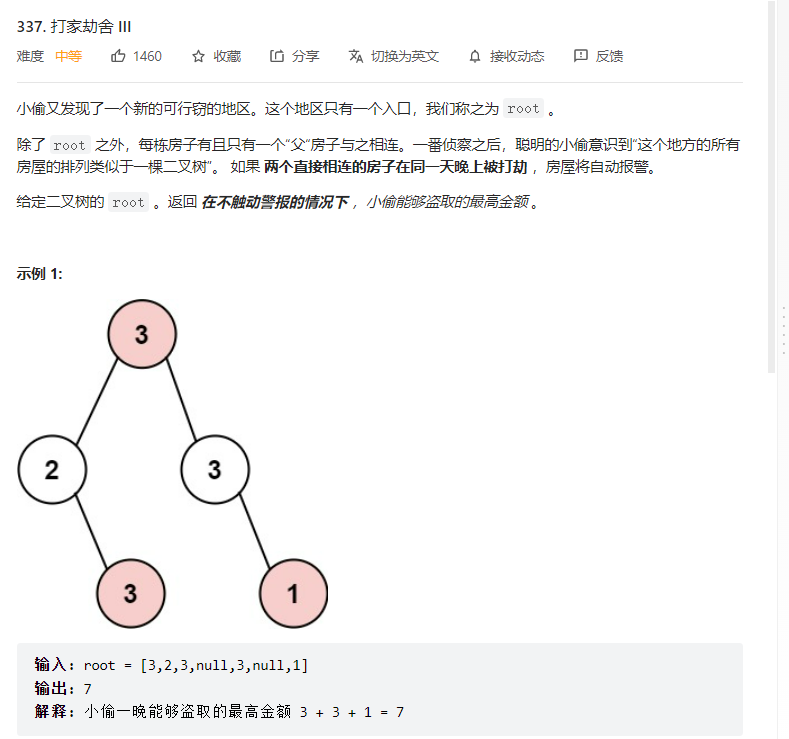 337. 打家劫舍 III
难度 中等 1460 收藏 分享 切换为英文 接收动态 反馈
小偷又发现了一个新的可行窃的地区。这个地区只有一个入口，我们称之为 root 。
除了 root 之外，每栋房子有且只有一个“父“房子与之相连。一番侦察之后，聪明的小偷意识到“这个地方的所有
房屋的排列类似于一棵二叉树”。 如果 两个直接相连的房子在同一天晚上被打劫 ，房屋将自动报警。
给定二叉树的 root 。返回 在不触动警报的情况下 ，小偷能够盗取的最高金额 。
示例 1:
3
2 3
3 1
输入：root = [3,2,3,null,3,null,1]
输出：7
解释：小偷一晚能够盗取的最高金额 3 + 3 + 1 = 7